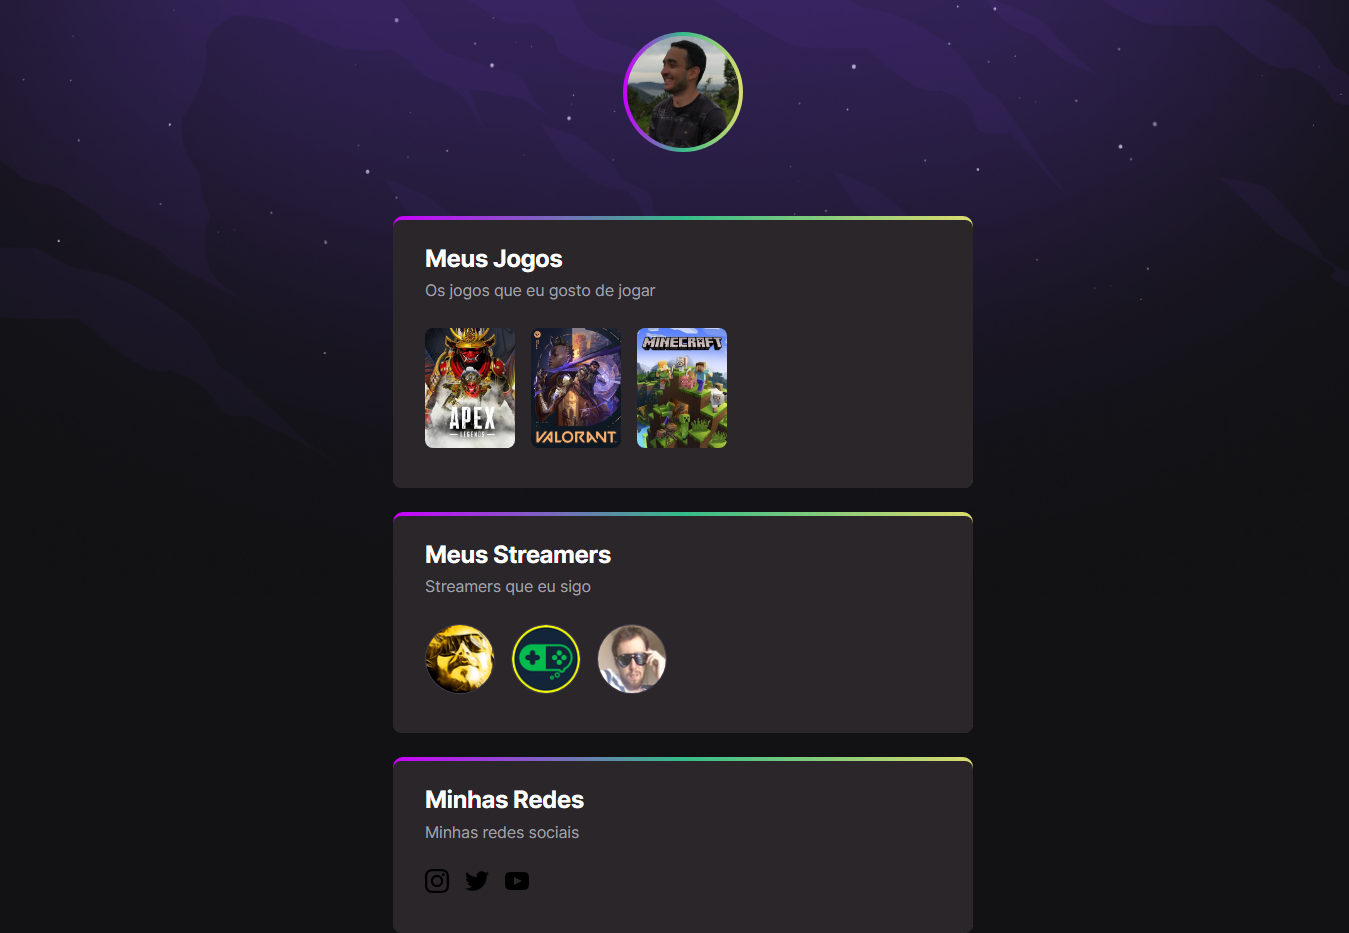 Meus Jogos
Os jogos que eu gosto de jogar
APEX
LEGENDS
VALORANT
MINECRAFT
Meus Streamers
Streamers que eu sigo
Minhas Redes
Minhas redes sociais